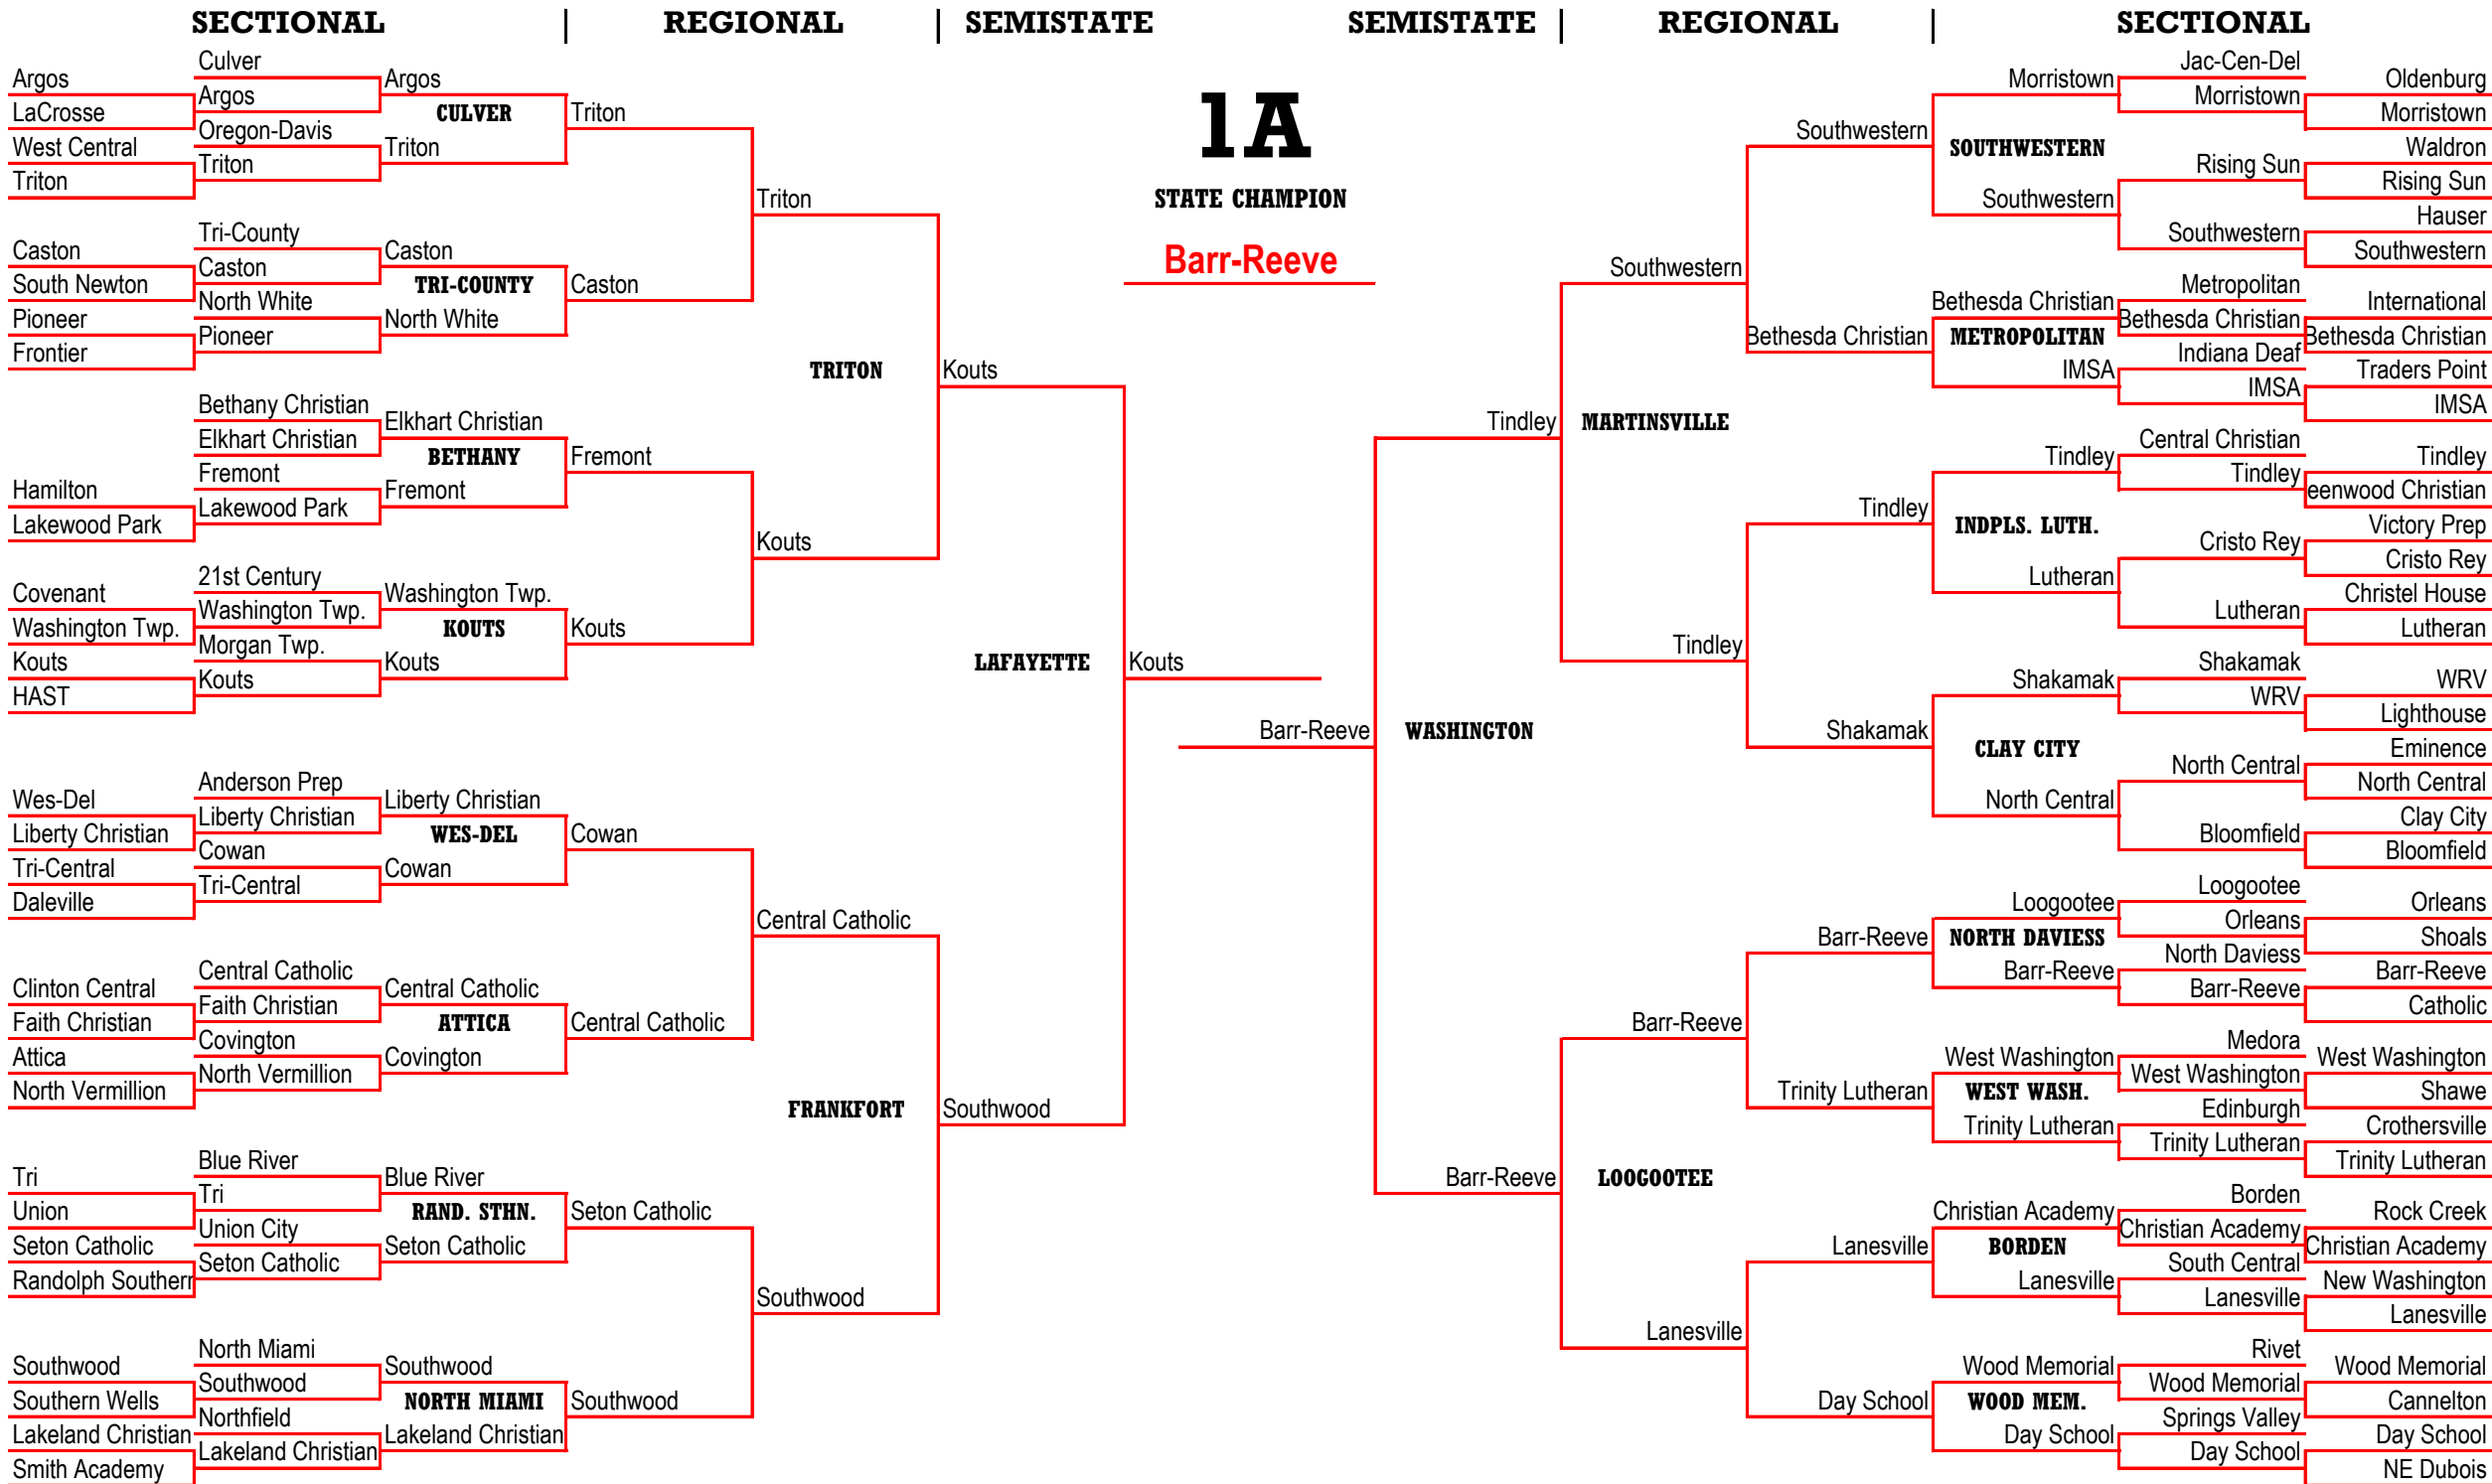 SECTIONAL | REGIONAL | SEMISTATE SEMISTATE | REGIONAL | SECTIONAL
1A
STATE CHAMPION
Barr-Reeve
Argos
LaCrosse
West Central
Triton
Culver
Argos
Oregon-Davis
Triton
Argos
CULVER
Triton
Triton
Caston
South Newton
Pioneer
Frontier
Tri-County
Caston
North White
Pioneer
Caston
TRI-COUNTY
North White
Caston
Triton
TRITON
Hamilton
Lakewood Park
Bethany Christian
Elkhart Christian
Fremont
Lakewood Park
Elkhart Christian
BETHANY
Fremont
Fremont
Covenant
Washington Twp.
Kouts
HAST
21st Century
Washington Twp.
Morgan Twp.
Kouts
Washington Twp.
KOUTS
Kouts
Kouts
Kouts
Kouts
LAFAYETTE
Kouts
Wes-Del
Liberty Christian
Tri-Central
Daleville
Anderson Prep
Liberty Christian
Cowan
Tri-Central
Liberty Christian
WES-DEL
Cowan
Cowan
Clinton Central
Faith Christian
Attica
North Vermillion
Central Catholic
Faith Christian
Covington
North Vermillion
Central Catholic
ATTICA
Covington
Central Catholic
Central Catholic
FRANKFORT
Southwood
Tri
Union
Seton Catholic
Randolph Southern
Blue River
Tri
Union City
Seton Catholic
Blue River
RAND. STHN.
Seton Catholic
Seton Catholic
Southwood
Southwood
Southern Wells
Lakeland Christian
Smith Academy
North Miami
Southwood
Northfield
Lakeland Christian
Southwood
NORTH MIAMI
Lakeland Christian
Southwood
Barr-Reeve
WASHINGTON
Tindley
MARTINSVILLE
Southwestern
Southwestern
Morristown
SOUTHWESTERN
Southwestern
Jac-Cen-Del
Morristown
Rising Sun
Southwestern
Oldenburg
Morristown
Waldron
Rising Sun
Hauser
Southwestern
Bethesda Christian
Bethesda Christian
METROPOLITAN
IMSA
Metropolitan
Bethesda Christian
Indiana Deaf
IMSA
International
Bethesda Christian
Traders Point
IMSA
Tindley
Tindley
Tindley
INDPLS. LUTH.
Lutheran
Central Christian
Tindley
Cristo Rey
Lutheran
Tindley
eenwood Christian
Victory Prep
Cristo Rey
Christel House
Lutheran
Shakamak
Shakamak
CLAY CITY
North Central
Shakamak
WRV
North Central
Bloomfield
WRV
Lighthouse
Eminence
North Central
Clay City
Bloomfield
Barr-Reeve
LOOGOOTEE
Barr-Reeve
Barr-Reeve
Loogootee
NORTH DAVIESS
Barr-Reeve
Loogootee
Orleans
North Daviess
Barr-Reeve
Orleans
Shoals
Barr-Reeve
Catholic
Trinity Lutheran
West Washington
WEST WASH.
Trinity Lutheran
Medora
West Washington
Edinburgh
Trinity Lutheran
West Washington
Shawe
Crothersville
Trinity Lutheran
Lanesville
Lanesville
Christian Academy
BORDEN
Lanesville
Borden
Christian Academy
South Central
Lanesville
Rock Creek
Christian Academy
New Washington
Lanesville
Day School
Wood Memorial
WOOD MEM.
Day School
Rivet
Wood Memorial
Springs Valley
Day School
Wood Memorial
Cannelton
Day School
NE Dubois